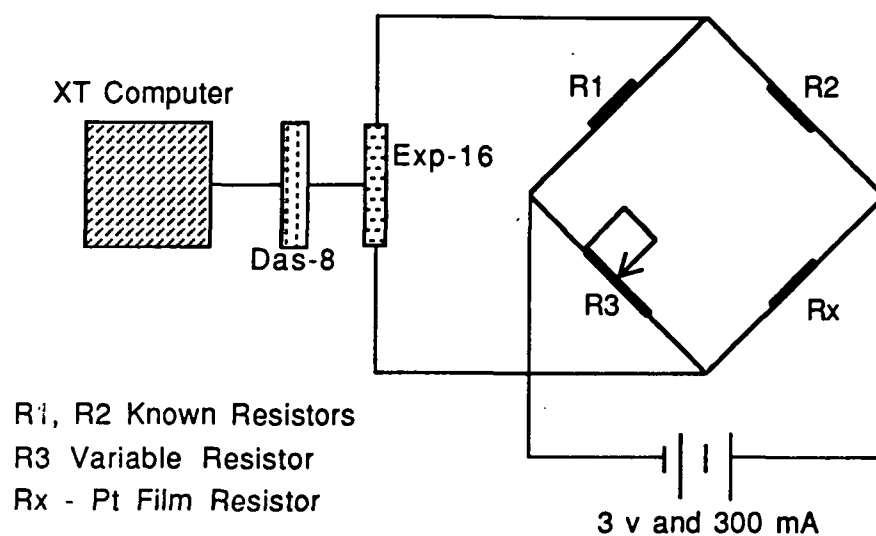 XT Computer
R1
R2
Exp-16
Das-8
R3
Rx
R1, R2 Known Resistors
R3 Variable Resistor
Rx - Pt Film Resistor
3 v and 300 mA